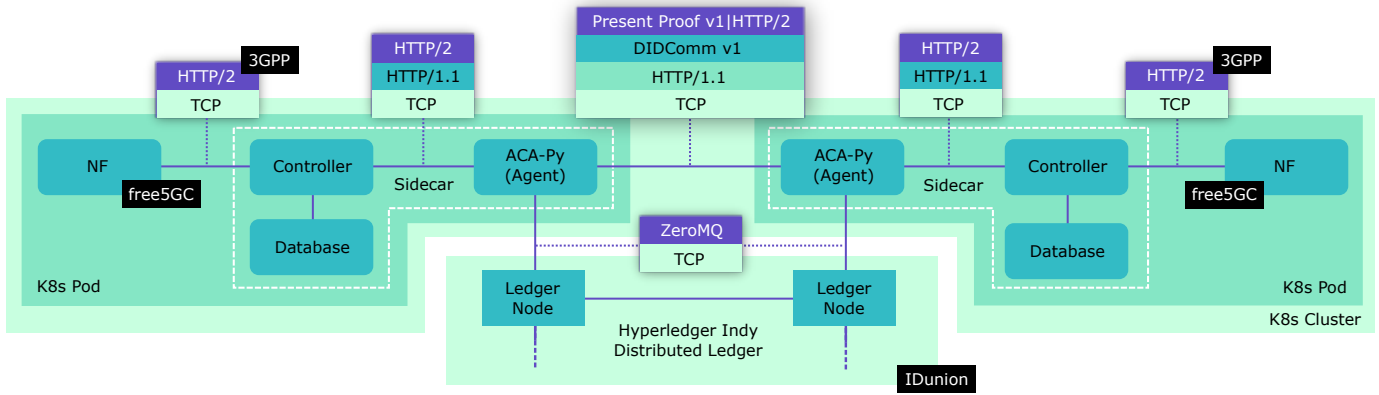 Present Proof v1|HTTP/2
DIDComm v1
HTTP/1.1
TCP
3GPP
HTTP/2
TCP
HTTP/2
HTTP/1.1
TCP
HTTP/2
HTTP/1.1
TCP
3GPP
HTTP/2
TCP
NF
free5GC
Controller
Sidecar
ACA-Py
(Agent)
Database
K8s Pod
ACA-Py
(Agent)
Sidecar
Controller
NF
free5GC
Database
K8s Pod
K8s Cluster
ZeroMQ
TCP
Ledger
Node
Ledger
Node
Hyperledger Indy
Distributed Ledger
IDunion